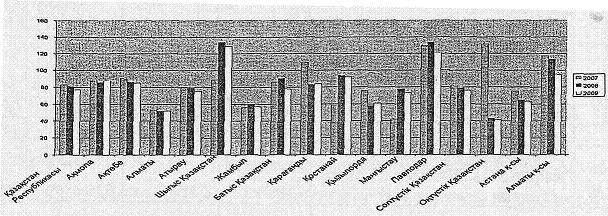 160
140
120
100
80
60
40
20
0
2007
2008
2009
Қазақстан
Республикасы
Ақмола
Ақтөбе
Алматы
Атырау
Шығыс Қазақстан
Жамбыл
Батыс Қазақстан
Қарағанды
Қостанай
Қызылорда
Маңғыстау
Павлодар
Солтүстік Қазақстан
Оңтүстік Қазақстан
Астана қ-сы
Алматы қ-сы